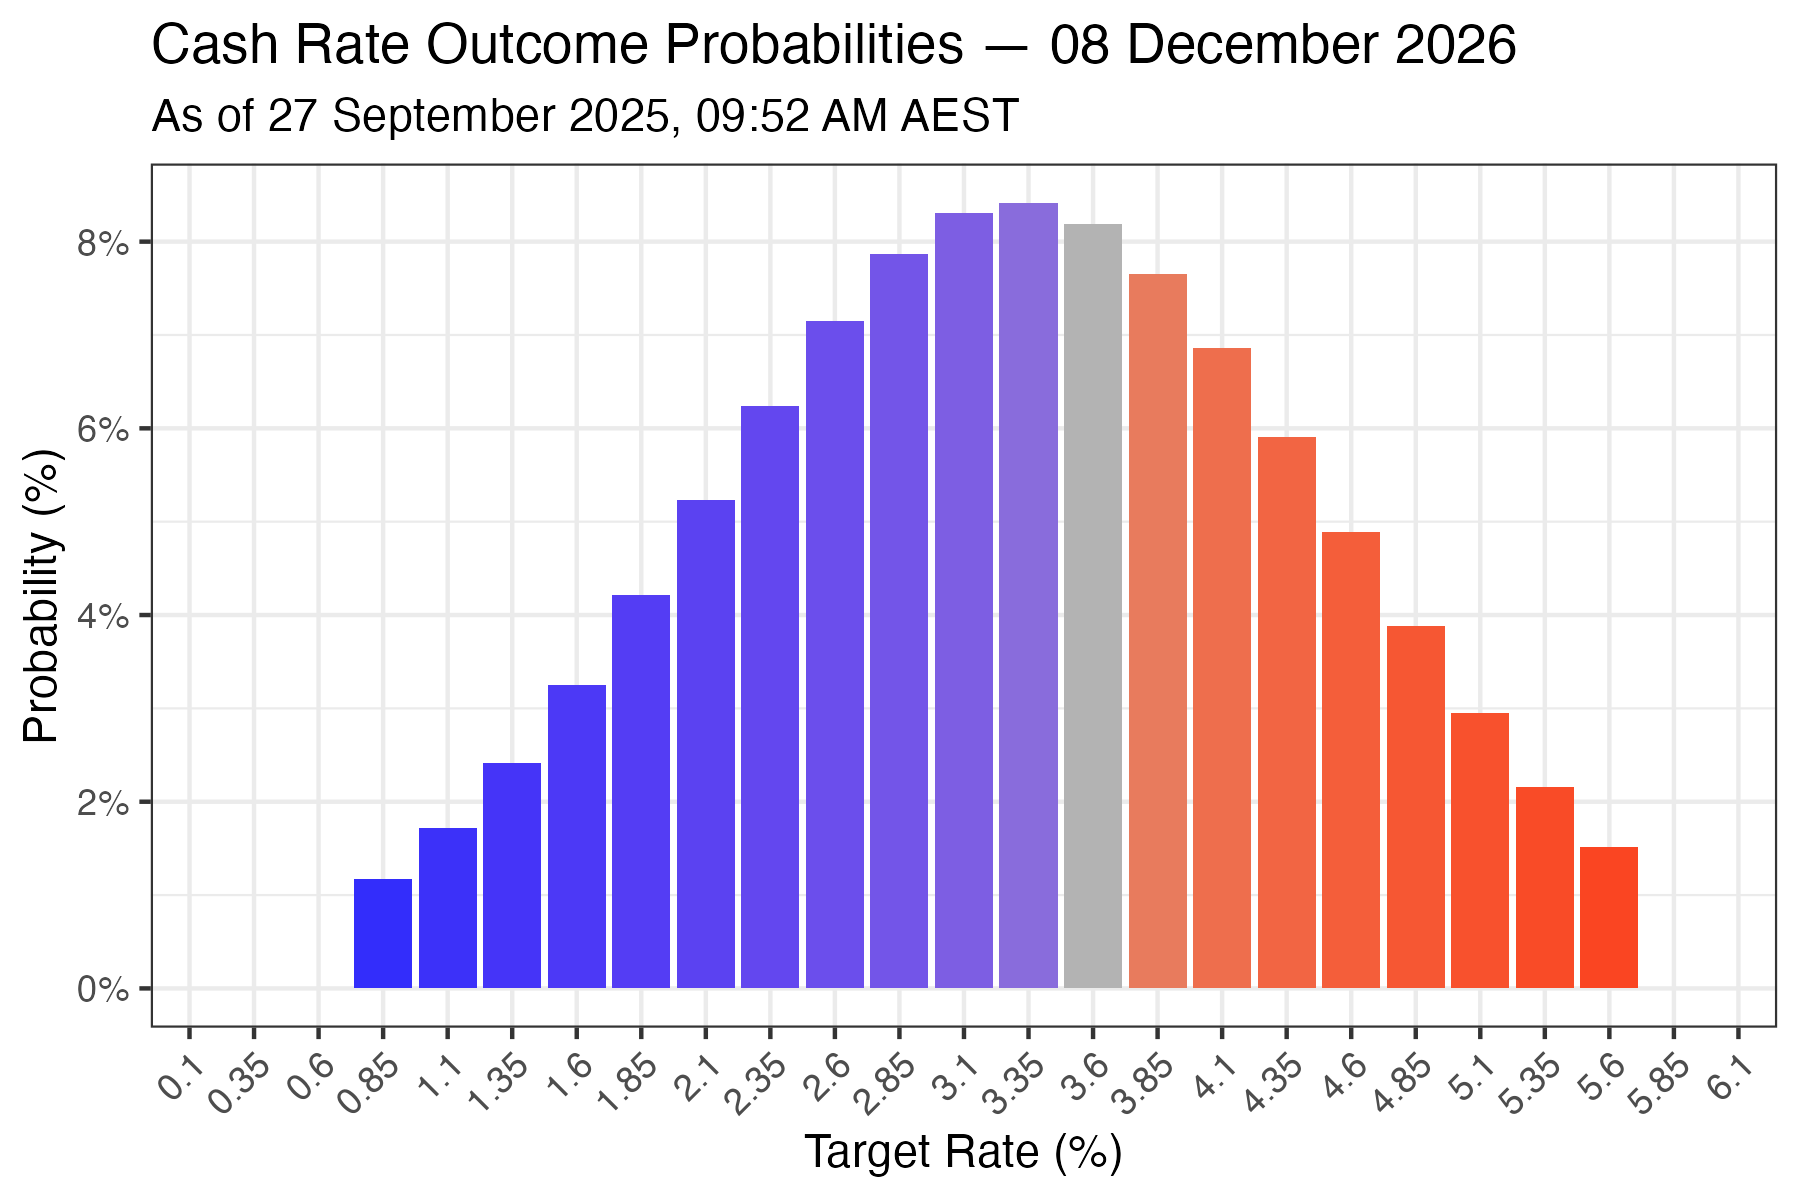 Cash Rate Outcome Probabilities — 08 December 2026
As of 27 September 2025, 09:52 AM AEST
Probability (%)
8%
6%
4%
2%
0%
0.1 0.35 0.6 0.85 1.1 1.35 1.6 1.85 2.1 2.35 2.6 2.85 3.1 3.35 3.6 3.85 4.1 4.35 4.6 4.85 5.1 5.35 5.6 5.85 6.1
Target Rate (%)